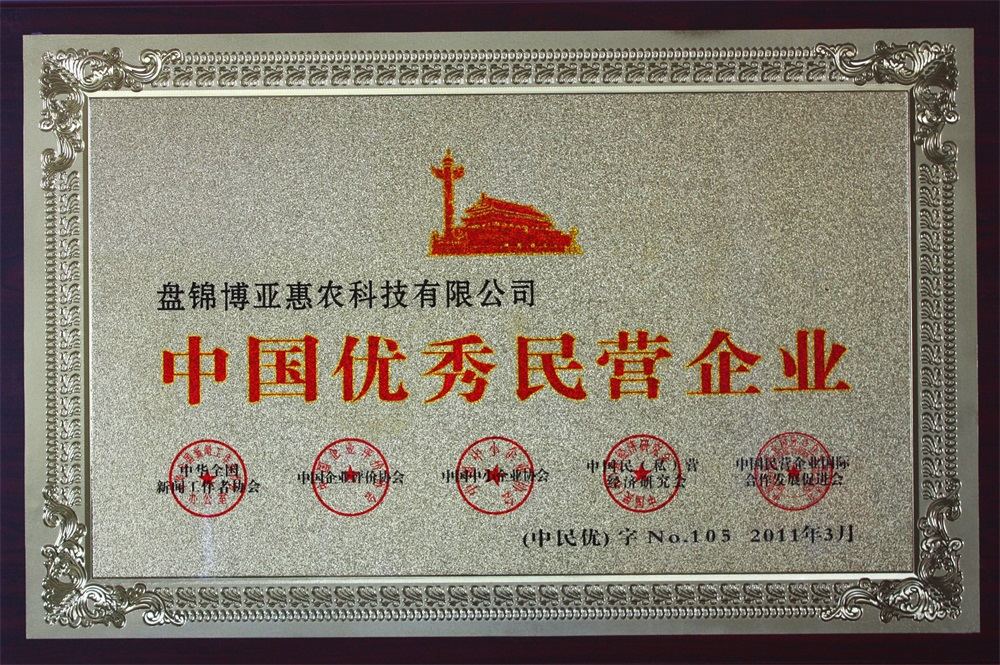 盘锦博亚惠农科技有限公司
中国优秀民营企业
中华全国
新闻工作者协会
中国企业评价协会
中国中小企业协会
中国民（私）营
经济研究会
中国民营企业国际
合作发展促进会
(中民优) 字 No.105 2011年3月